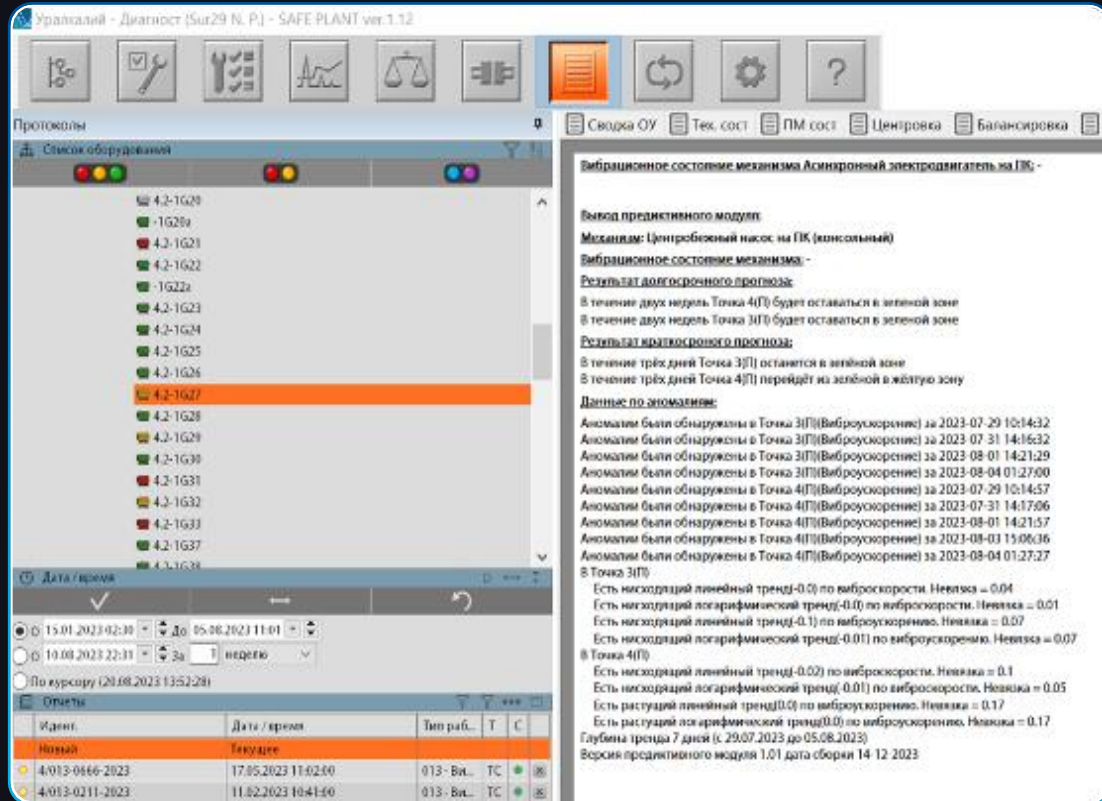 Уралкалий - Диагност (Sur29 N. P.) - SAFE PLANT ver.1.12
?
Протоколы
Список оборудования
4.2-1G20
-1G20a
4.2-1G21
4.2-1G22
-1G22a
4.2-1G23
4.2-1G24
4.2-1G25
4.2-1G26
4.2-1G27
4.2-1G28
4.2-1G29
4.2-1G30
4.2-1G31
4.2-1G32
4.2-1G33
4.2-1G37
4.2-1G38
Дата / время
С 15.01.2023 02:30 До 05.08.2023 11:01
С 10.08.2023 22:31 За 1 неделю
По курсору (20.08.2023 13:52:28)
Отчеты
Идент. Дата / время Тип раб... Т С
Новый Текущее
4/013-0666-2023 17.05.2023 11:02:00 013 - Ви... ТС
4/013-0211-2023 11.02.2023 10:41:00 013 - Ви... ТС
Сводка ОУ Тех. сост ПМ сост Центровка Балансировка
Вибрационное состояние механизма Асинхронный электродвигатель на ПК: -
Вывод предиктивного модуля:
Механизм: Центробежный насос на ПК (консольный)
Вибрационное состояние механизма: -
Результат долгосрочного прогноза:
В течение двух недель Точка 4(П) будет оставаться в зеленой зоне
В течение двух недель Точка 3(П) будет оставаться в зеленой зоне
Результат краткосроного прогноза:
В течение трёх дней Точка 3(П) останется в зелёной зоне
В течение трёх дней Точка 4(П) перейдёт из зелёной в жёлтую зону
Данные по аномалиям:
Аномалии были обнаружены в Точка 3(П)(Виброускорение) за 2023-07-29 10:14:32
Аномалии были обнаружены в Точка 3(П)(Виброускорение) за 2023-07-31 14:16:32
Аномалии были обнаружены в Точка 3(П)(Виброускорение) за 2023-08-01 14:21:29
Аномалии были обнаружены в Точка 3(П)(Виброускорение) за 2023-08-04 01:27:00
Аномалии были обнаружены в Точка 4(П)(Виброускорение) за 2023-07-29 10:14:57
Аномалии были обнаружены в Точка 4(П)(Виброускорение) за 2023-07-31 14:17:06
Аномалии были обнаружены в Точка 4(П)(Виброускорение) за 2023-08-01 14:21:57
Аномалии были обнаружены в Точка 4(П)(Виброускорение) за 2023-08-03 15:06:36
Аномалии были обнаружены в Точка 4(П)(Виброускорение) за 2023-08-04 01:27:27
В Точка 3(П)
Есть нисходящий линейный тренд(-0.0) по виброскорости. Невязка = 0.04
Есть нисходящий логарифмический тренд(-0.0) по виброскорости. Невязка = 0.01
Есть нисходящий линейный тренд(-0.1) по виброускорению. Невязка = 0.07
Есть нисходящий логарифмический тренд(-0.01) по виброускорению. Невязка = 0.07
В Точка 4(П)
Есть нисходящий линейный тренд(-0.02) по виброскорости. Невязка = 0.1
Есть нисходящий логарифмический тренд(-0.01) по виброскорости. Невязка = 0.05
Есть растущий линейный тренд(0.0) по виброускорению. Невязка = 0.17
Есть растущий логарифмический тренд(0.0) по виброускорению. Невязка = 0.17
Глубина тренда 7 дней (с 29.07.2023 до 05.08.2023)
Версия предиктивного модуля 1.01 дата сборки 14-12-2023